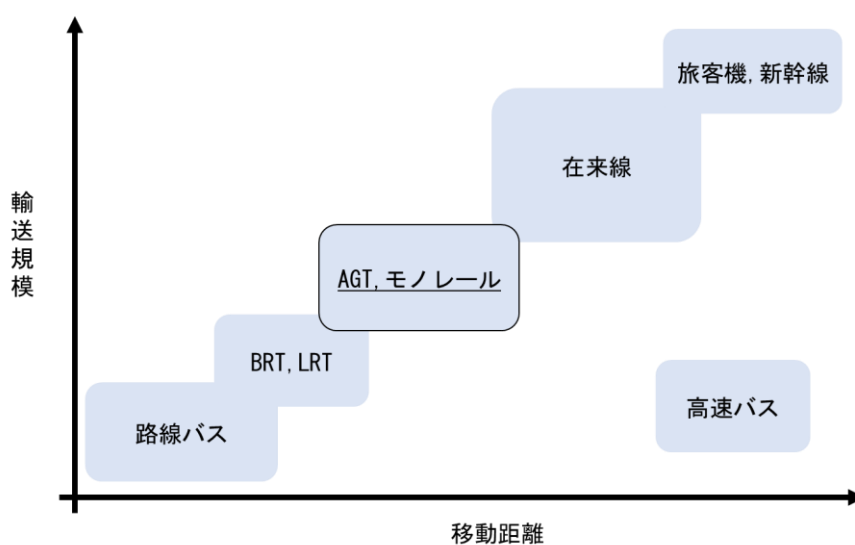 旅客機, 新幹線
在来線
輸送規模
AGT, モノレール
BRT, LRT
高速バス
路線バス
移動距離